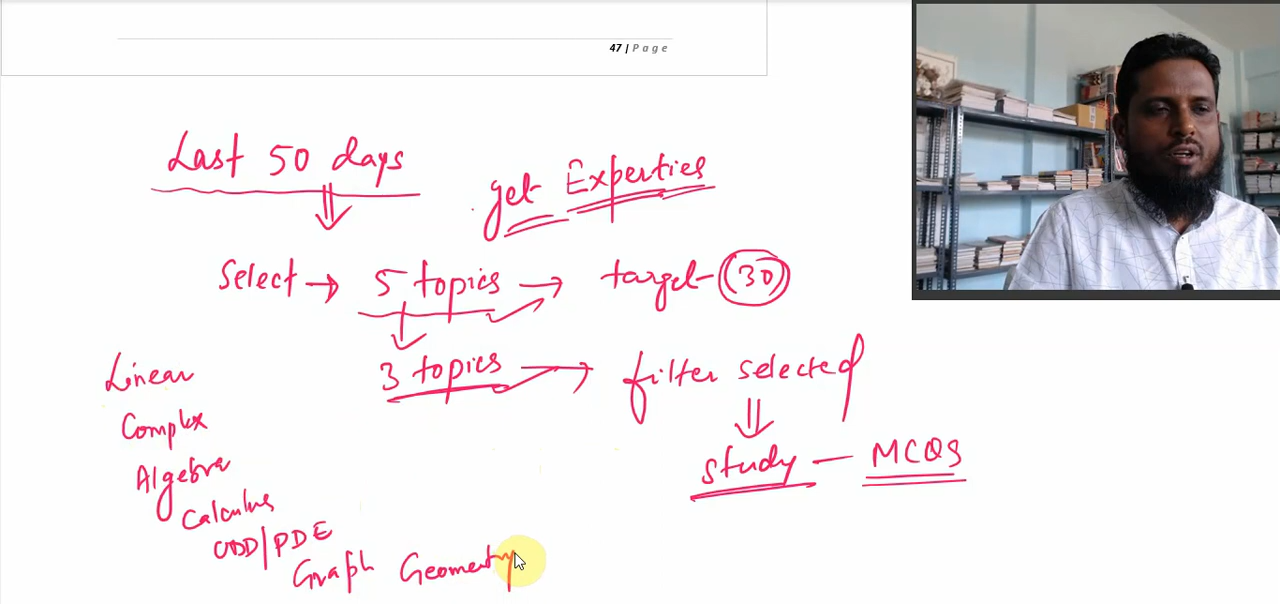 47 | Page
Last 50 days
get Experties
Select → 5 topics → target (30)
3 topics → filter selected
Linear
Complex
study — MCQS
Algebra
Calculus
ODD/PDE
Graph Geometry